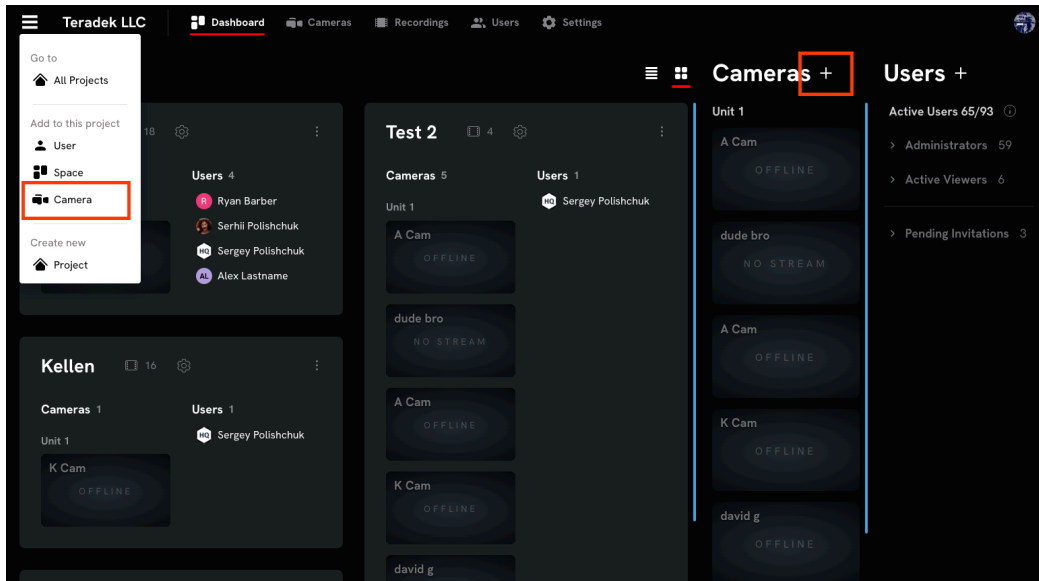 Teradek LLC
Dashboard
Cameras
Recordings
Users
Settings
Go to
All Projects
Add to this project
User
Space
Camera
Create new
Project
18
Users 4
R Ryan Barber
Serhii Polishchuk
HQ Sergey Polishchuk
AL Alex Lastname
Kellen 16
Cameras 1
Users 1
Unit 1
HQ Sergey Polishchuk
K Cam
OFFLINE
Test 2 4
Cameras 5
Users 1
Unit 1
HQ Sergey Polishchuk
A Cam
OFFLINE
dude bro
NO STREAM
A Cam
OFFLINE
K Cam
OFFLINE
david g
Cameras +
Unit 1
A Cam
OFFLINE
dude bro
NO STREAM
A Cam
OFFLINE
K Cam
OFFLINE
david g
OFFLINE
Users +
Active Users 65/93
> Administrators 59
> Active Viewers 6
> Pending Invitations 3